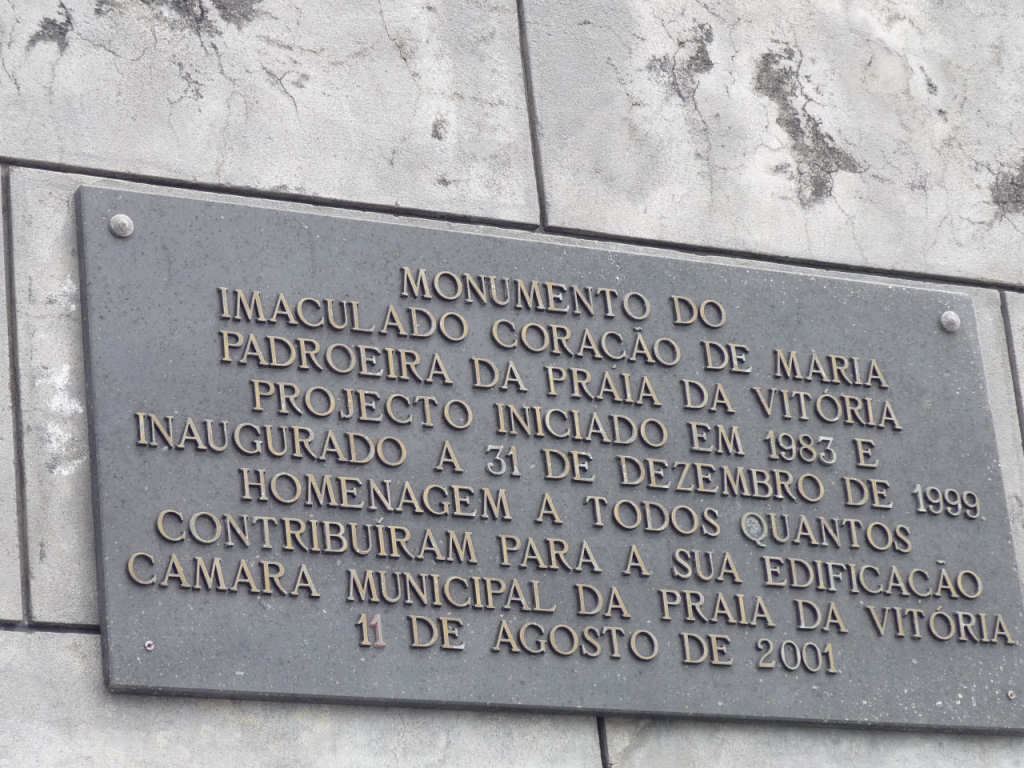 MONUMENTO DO
IMACULADO CORAÇÃO DE MARIA
PADROEIRA DA PRAIA DA VITÓRIA
PROJECTO INICIADO EM 1983 E
INAUGURADO A 31 DE DEZEMBRO DE 1999.
HOMENAGEM A TODOS QUANTOS
CONTRIBUÍRAM PARA A SUA EDIFICAÇÃO
CAMARA MUNICIPAL DA PRAIA DA VITÓRIA
11 DE AGOSTO DE 2001